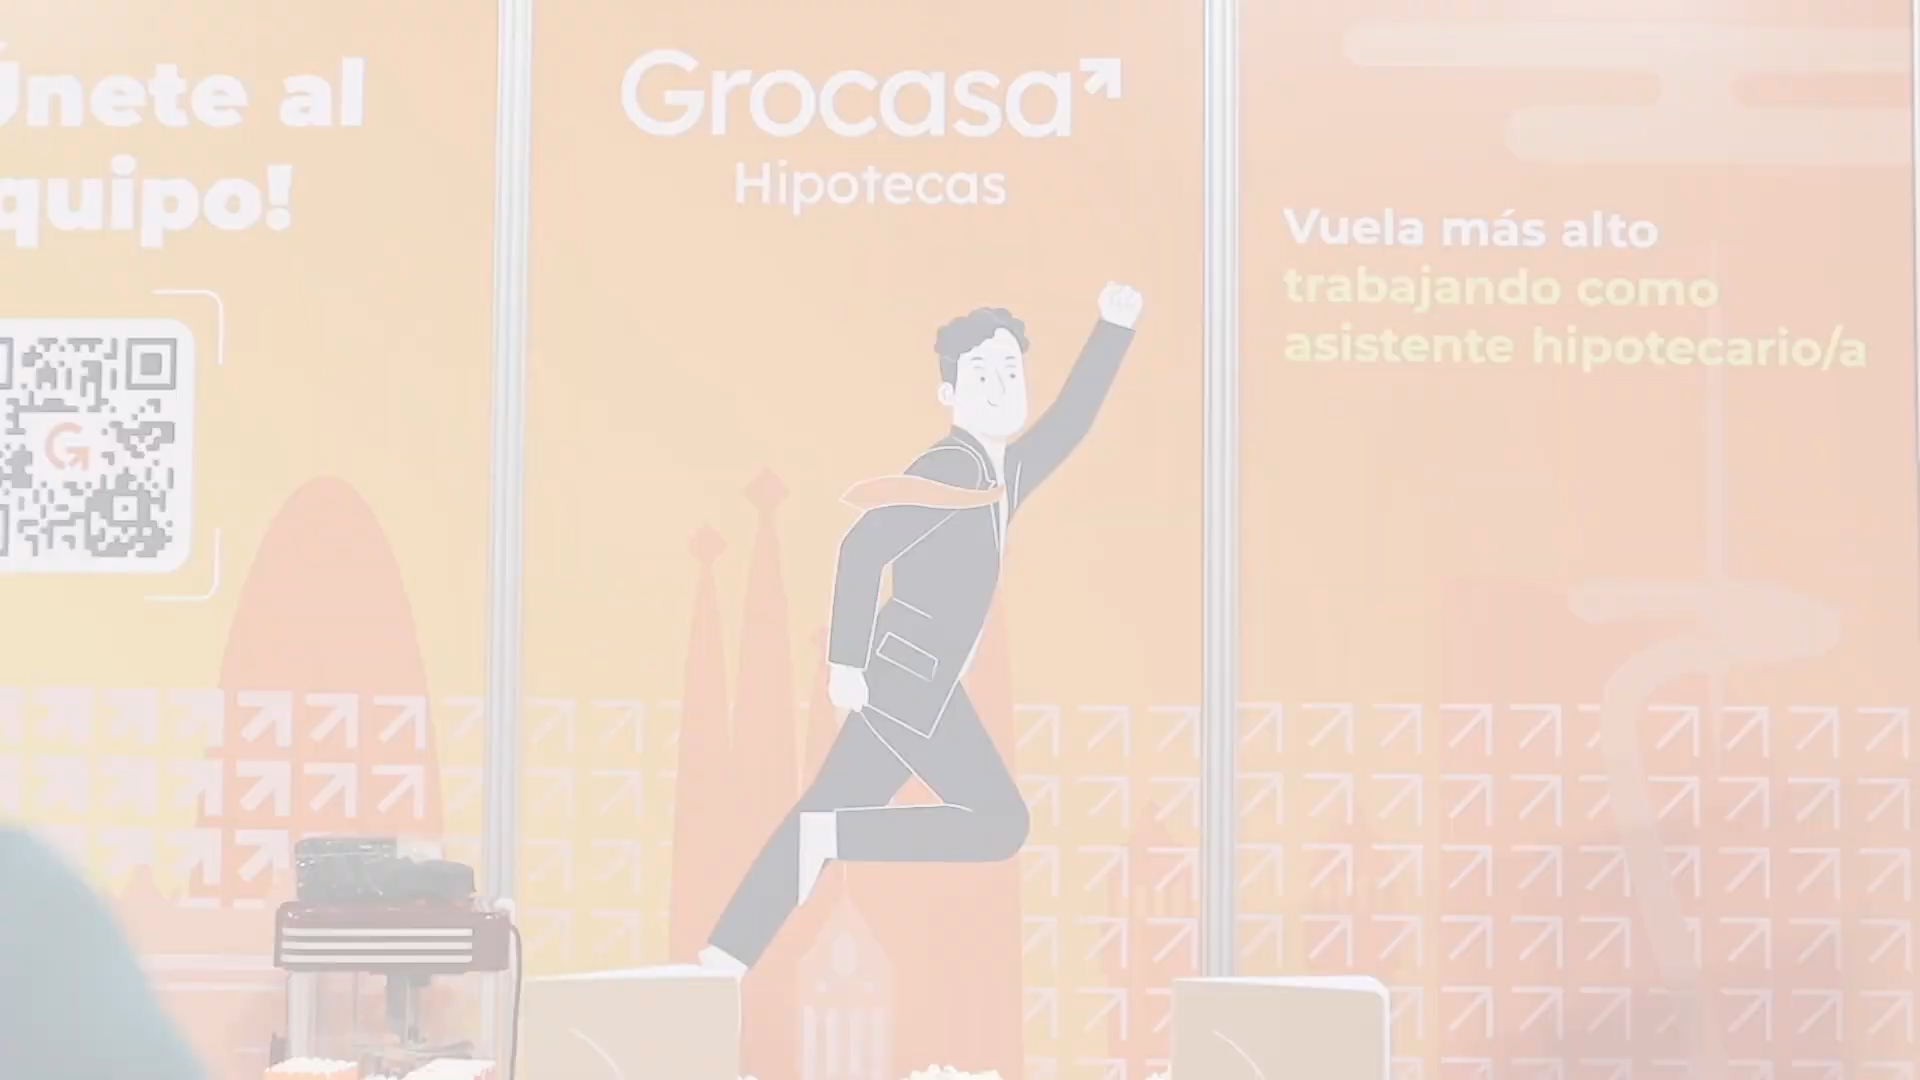 Únete al
quipo!
Grocasa
Hipotecas
Vuela más alto
trabajando como
asistente hipotecario/a